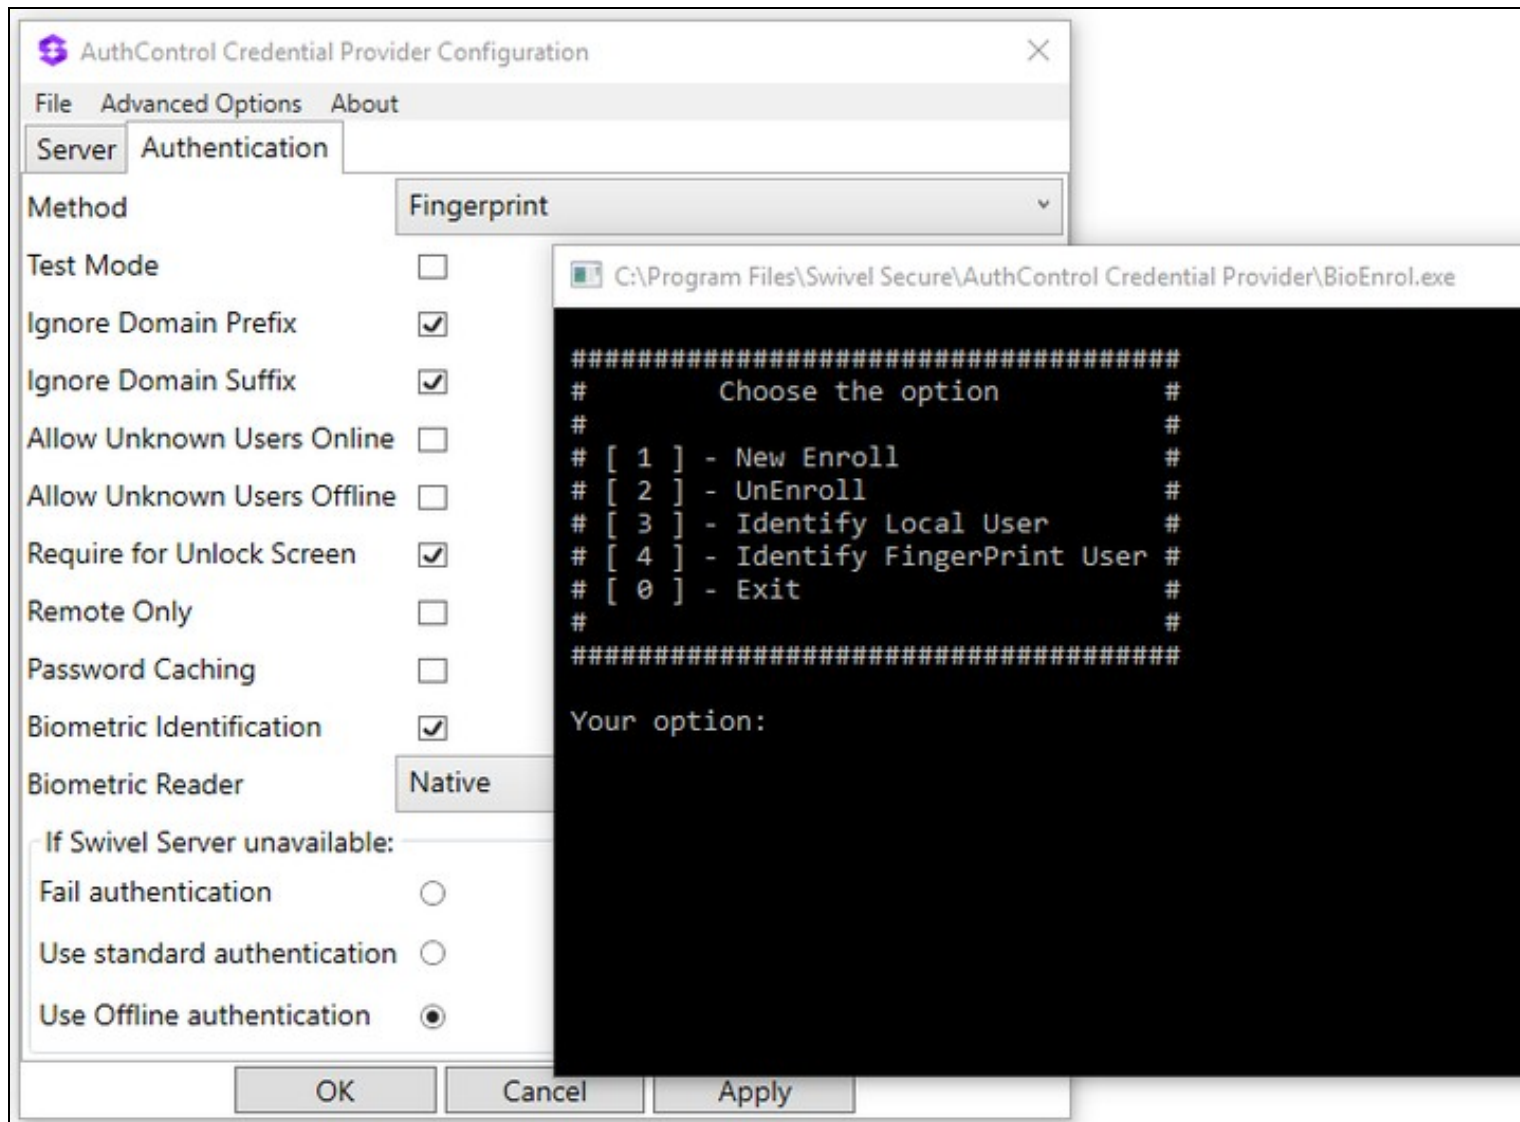 AuthControl Credential Provider Configuration
File Advanced Options About
Server Authentication
Method Fingerprint
Test Mode
Ignore Domain Prefix
Ignore Domain Suffix
Allow Unknown Users Online
Allow Unknown Users Offline
Require for Unlock Screen
Remote Only
Password Caching
Biometric Identification
Biometric Reader Native
If Swivel Server unavailable:
Fail authentication
Use standard authentication
Use Offline authentication
OK Cancel Apply
C:\Program Files\Swivel Secure\AuthControl Credential Provider\BioEnrol.exe
#####################################
# Choose the option #
# #
# [ 1 ] - New Enroll #
# [ 2 ] - UnEnroll #
# [ 3 ] - Identify Local User #
# [ 4 ] - Identify FingerPrint User #
# [ 0 ] - Exit #
# #
#####################################
Your option: